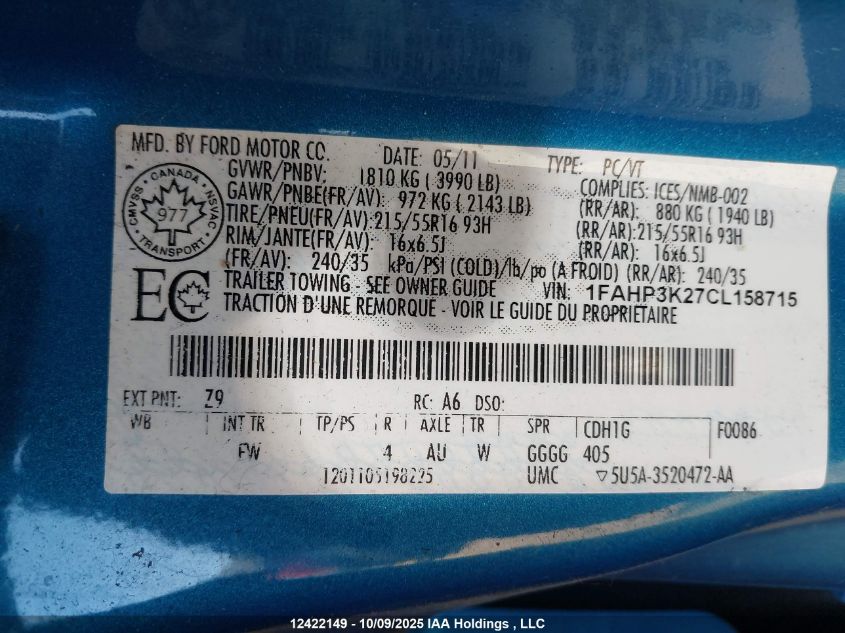 MFD. BY FORD MOTOR CO. DATE: 05/11 TYPE: PC/VT
GVWR/PNBV: 1810 KG ( 3990 LB) COMPLIES: ICES/NMB-002
GAWR/PNBE(FR/AV): 972 KG ( 2143 LB) (RR/AR): 880 KG ( 1940 LB)
TIRE/PNEU(FR/AV): 215/55R16 93H (RR/AR): 215/55R16 93H
RIM/JANTE(FR/AV): 16x6.5J (RR/AR): 16x6.5J
(FR/AV): 240/35 kPa/PSI (COLD)/lb/po (A FROID) (RR/AR): 240/35
TRAILER TOWING - SEE OWNER GUIDE VIN: 1FAHP3K27CL158715
TRACTION D'UNE REMORQUE - VOIR LE GUIDE DU PROPRIETAIRE
CMVSS • CANADA • NSVAC
977
TRANSPORT
EC
EXT PNT: Z9 RC: A6 DSO:
WB INT TR TP/PS R AXLE TR SPR CDH1G F0086
FW 4 AU W GGGG 405
1201105198225 UMC ▽5U5A-3520472-AA
12422149 - 10/09/2025 IAA Holdings , LLC